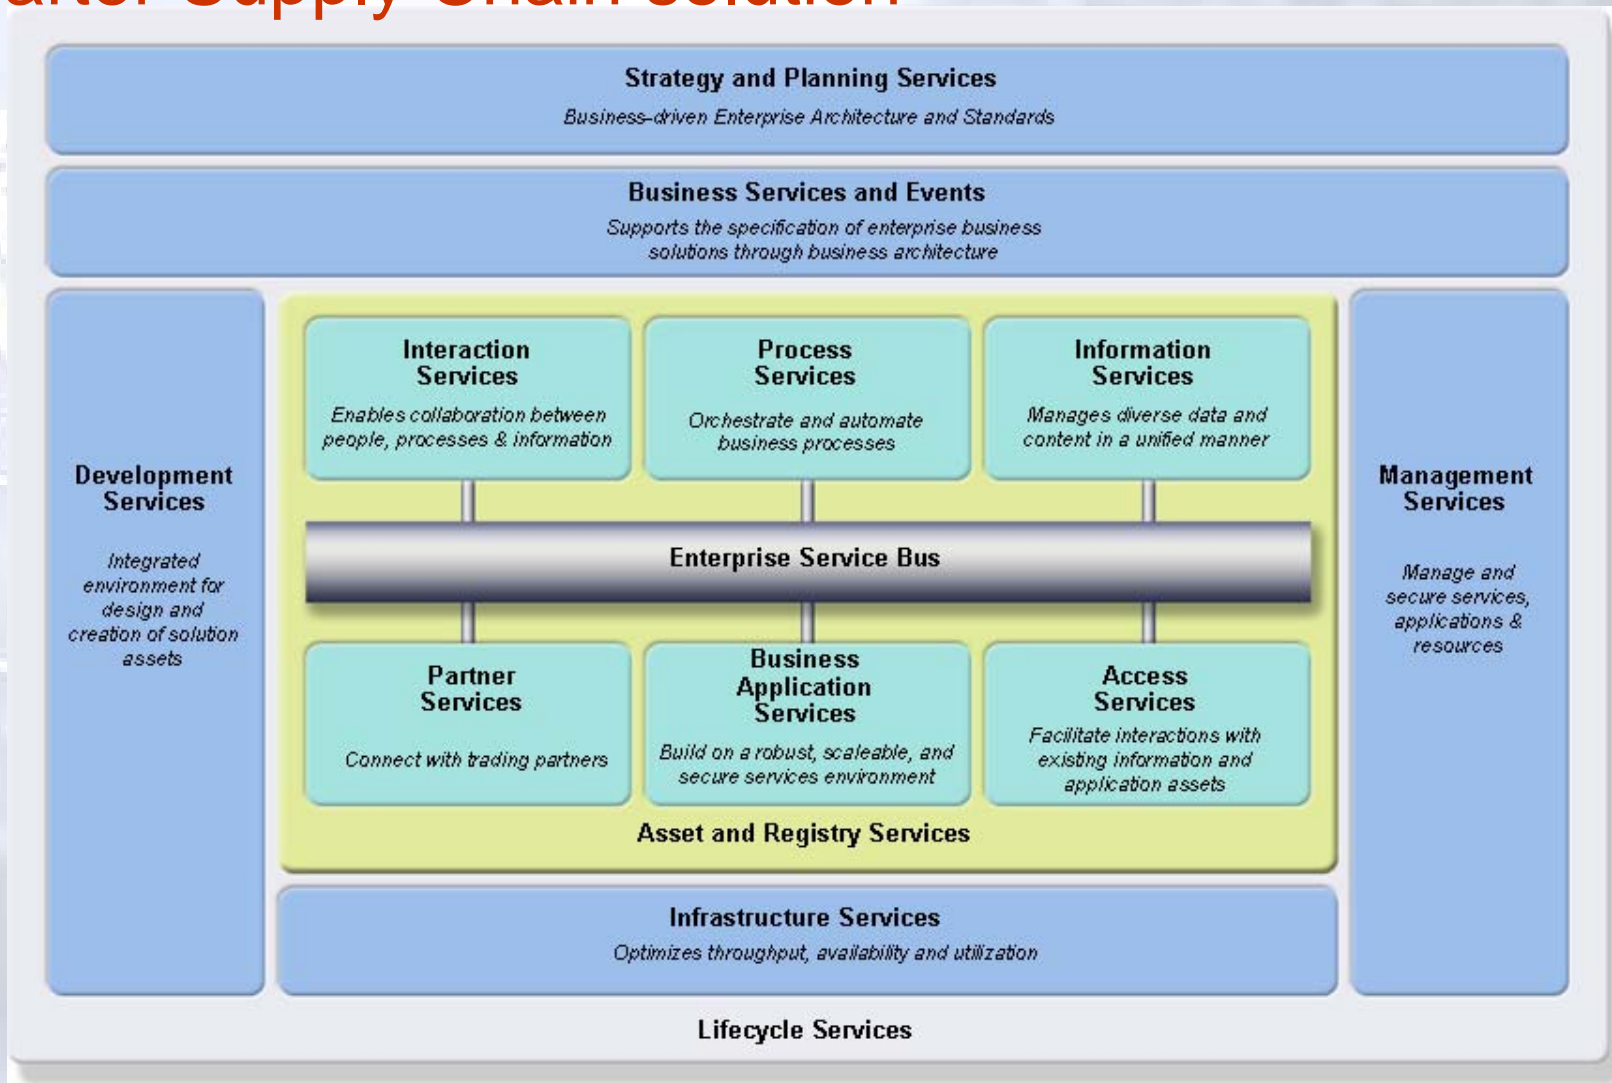 after Supply Chain solution
Strategy and Planning Services
Business-driven Enterprise Architecture and Standards
Business Services and Events
Supports the specification of enterprise business
solutions through business architecture
Development
Services
Integrated
environment for
design and
creation of solution
assets
Interaction
Services
Enables collaboration between
people, processes & information
Process
Services
Orchestrate and automate
business processes
Information
Services
Manages diverse data and
content in a unified manner
Enterprise Service Bus
Partner
Services
Connect with trading partners
Business
Application
Services
Build on a robust, scaleable, and
secure services environment
Access
Services
Facilitate interactions with
existing information and
application assets
Asset and Registry Services
Management
Services
Manage and
secure services,
applications &
resources
Infrastructure Services
Optimizes throughput, availability and utilization
Lifecycle Services